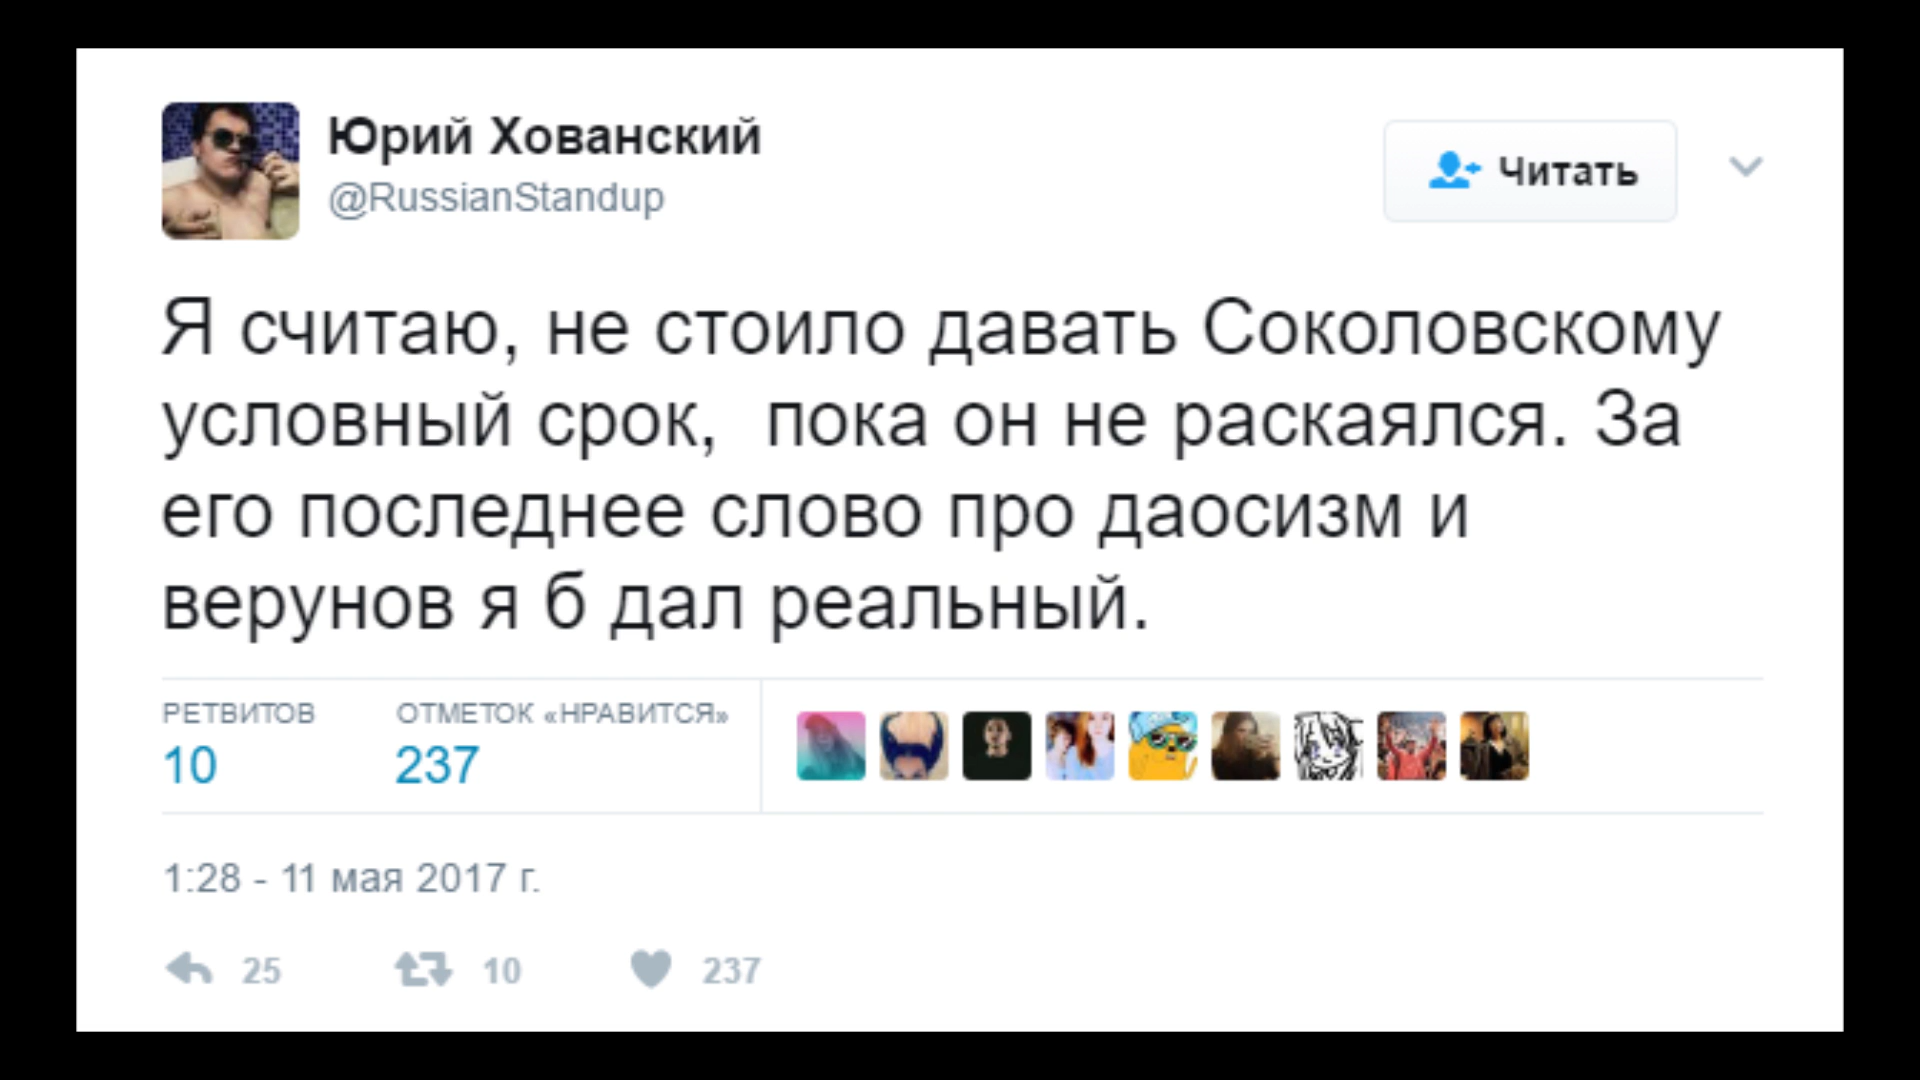 Юрий Хованский
@RussianStandup
Читать
Я считаю, не стоило давать Соколовскому
условный срок,  пока он не раскаялся. За
его последнее слово про даосизм и
верунов я б дал реальный.
РЕТВИТОВ
10
ОТМЕТОК «НРАВИТСЯ»
237
1:28 - 11 мая 2017 г.
25
10
237